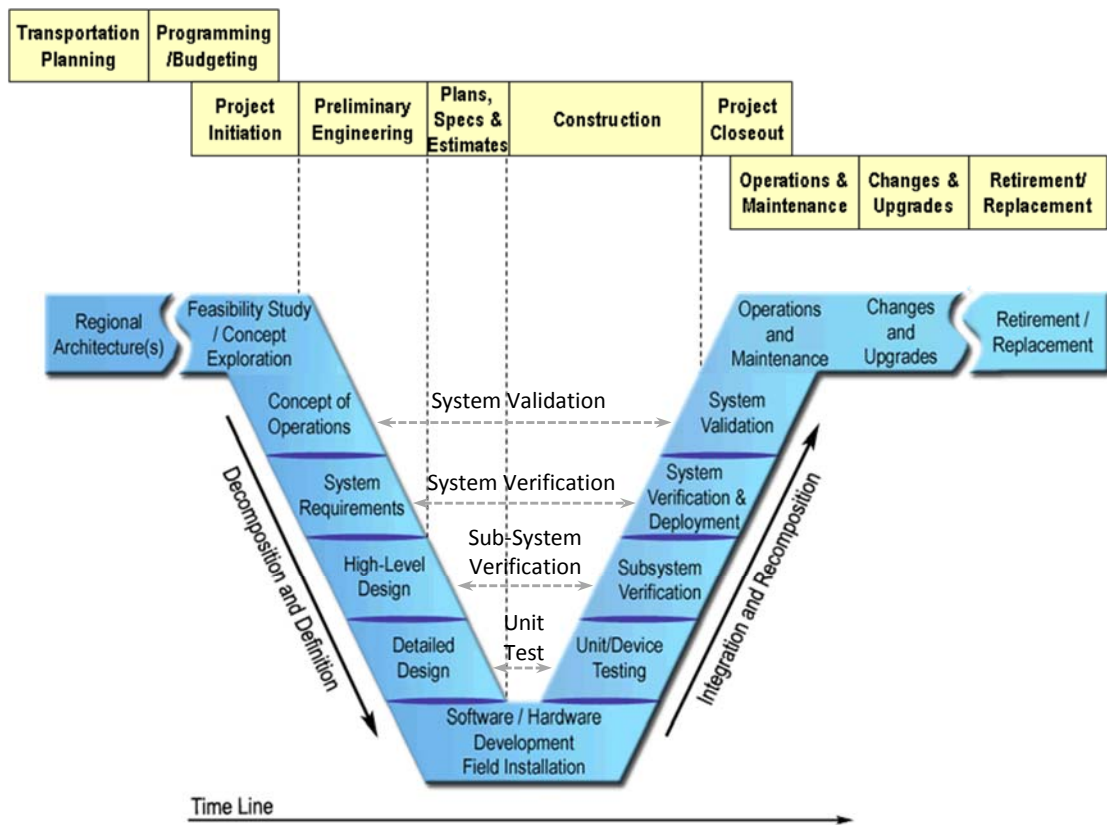 Transportation
Planning
Programming
/Budgeting
Project
Initiation
Preliminary
Engineering
Plans,
Specs &
Estimates
Construction
Project
Closeout
Operations &
Maintenance
Changes &
Upgrades
Retirement/
Replacement
Regional
Architecture(s)
Feasibility Study
/ Concept
Exploration
Operations
and
Maintenance
Changes
and
Upgrades
Retirement /
Replacement
Concept of
Operations
System Validation
System
Validation
System
Requirements
System Verification
System
Verification &
Deployment
High-Level
Design
Sub-System
Verification
Subsystem
Verification
Detailed
Design
Unit
Test
Unit/Device
Testing
Software / Hardware
Development
Field Installation
Decomposition and Definition
Integration and Recomposition
Time Line